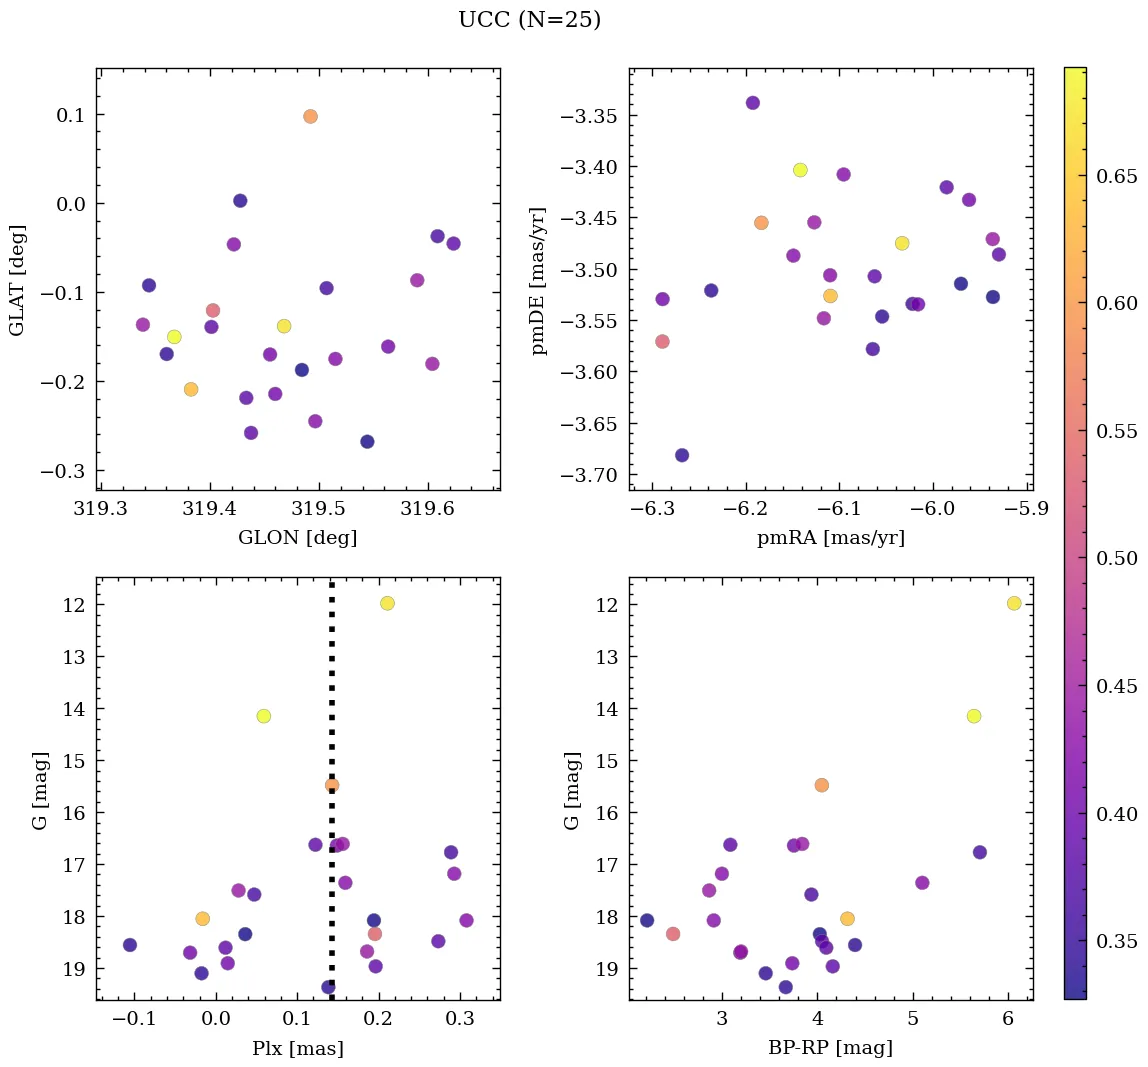 UCC (N=25)
0.1
0.0
−0.1
−0.2
−0.3
GLAT [deg]
319.3 319.4 319.5 319.6
GLON [deg]
−3.35
−3.40
−3.45
−3.50
−3.55
−3.60
−3.65
−3.70
pmDE [mas/yr]
−6.3 −6.2 −6.1 −6.0 −5.9
pmRA [mas/yr]
12
13
14
15
16
17
18
19
G [mag]
−0.1 0.0 0.1 0.2 0.3
Plx [mas]
12
13
14
15
16
17
18
19
G [mag]
3 4 5 6
BP-RP [mag]
0.65
0.60
0.55
0.50
0.45
0.40
0.35